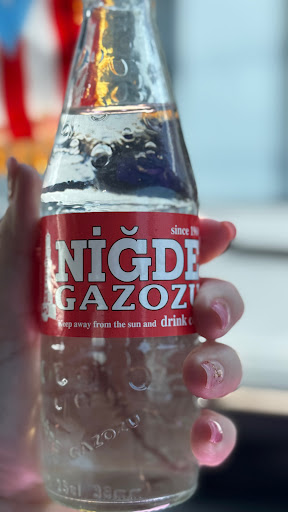 since 19
NİĞDE
GAZOZU
Keep away from the sun and drink c
GAZOZU